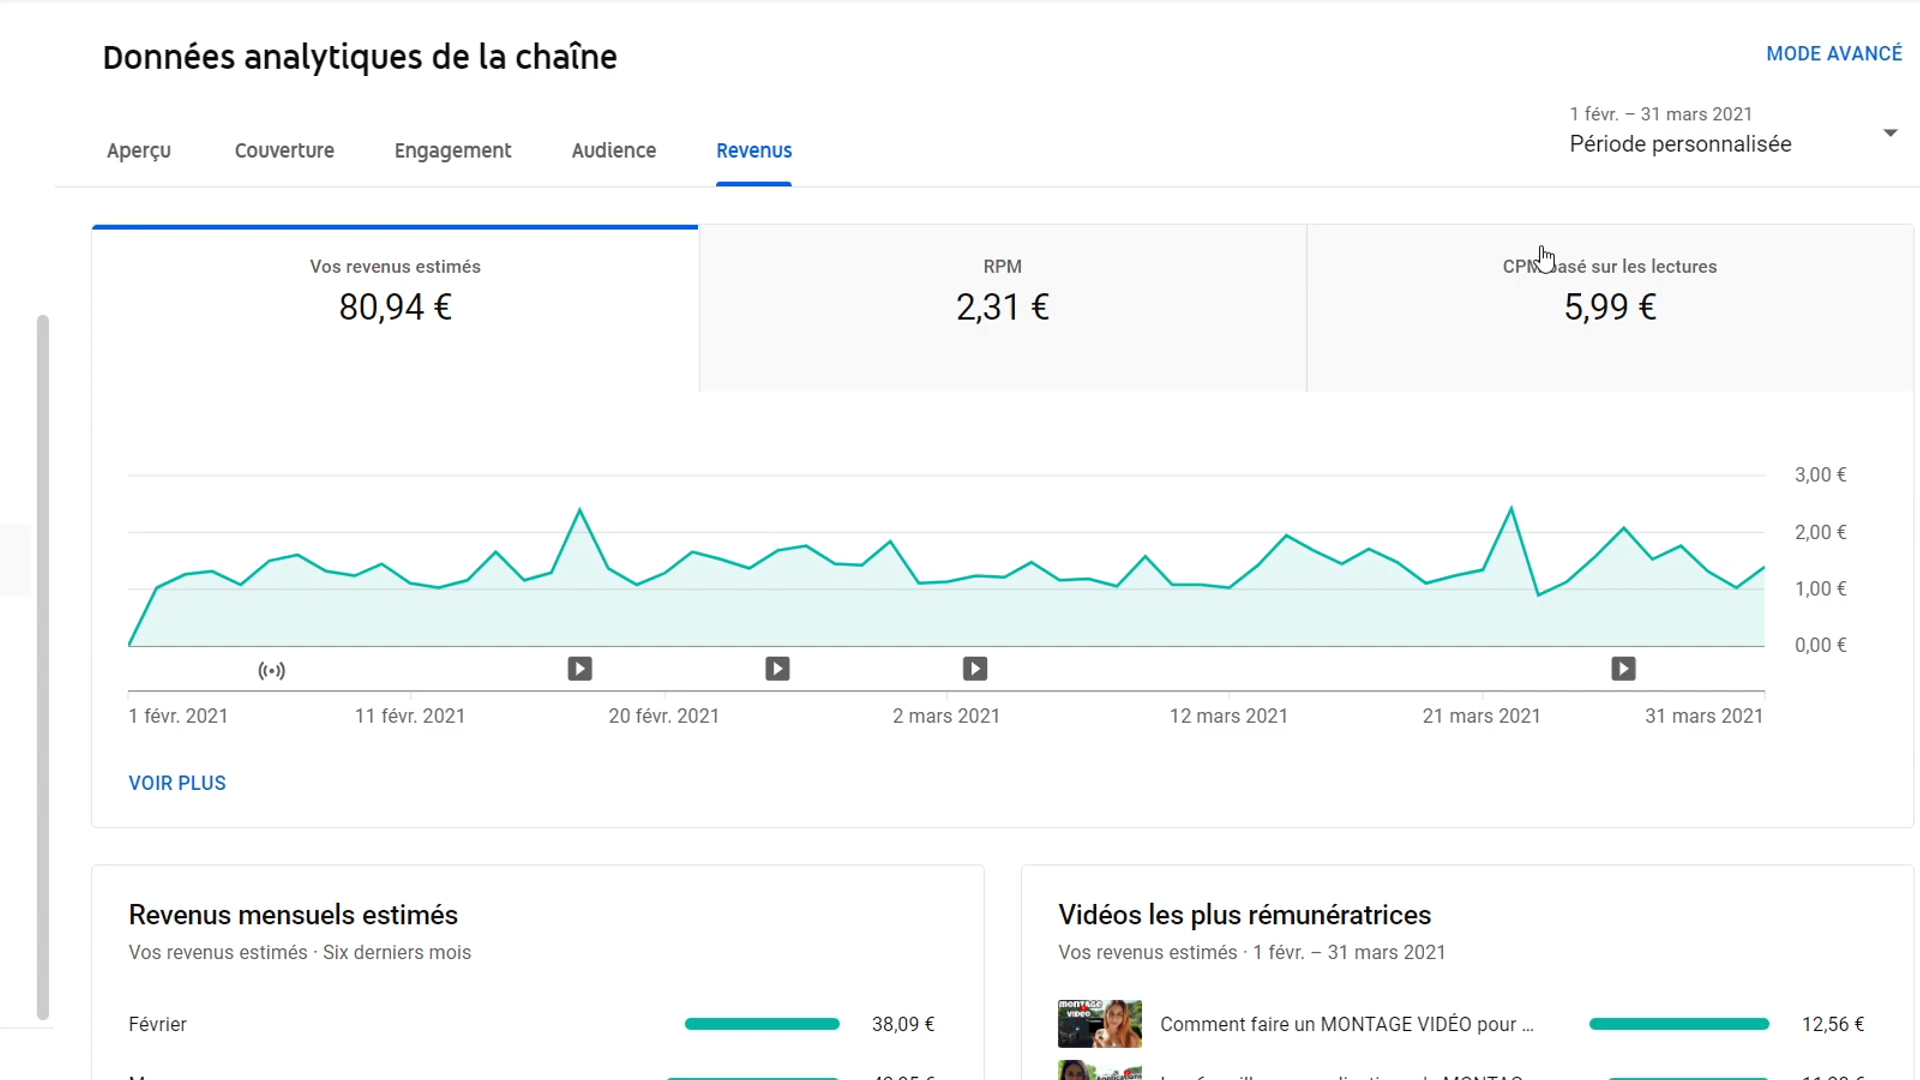 Données analytiques de la chaîne
MODE AVANCÉ
1 févr. – 31 mars 2021
Période personnalisée
Aperçu
Couverture
Engagement
Audience
Revenus
Vos revenus estimés
80,94 €
RPM
2,31 €
CPM basé sur les lectures
5,99 €
3,00 €
2,00 €
1,00 €
0,00 €
1 févr. 2021
11 févr. 2021
20 févr. 2021
2 mars 2021
12 mars 2021
21 mars 2021
31 mars 2021
VOIR PLUS
Revenus mensuels estimés
Vos revenus estimés · Six derniers mois
Février
38,09 €
Vidéos les plus rémunératrices
Vos revenus estimés · 1 févr. – 31 mars 2021
MONTAGE
VIDEO
Comment faire un MONTAGE VIDÉO pour ...
12,56 €